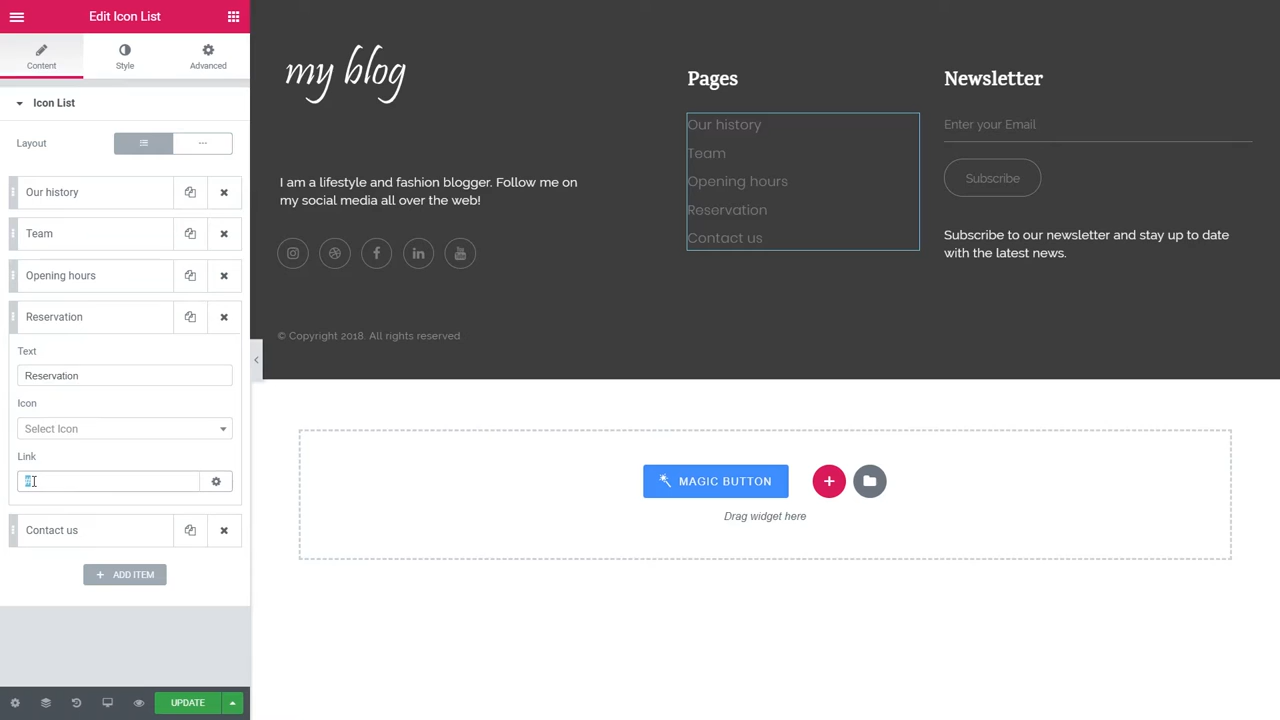 Edit Icon List
Content
Style
Advanced
Icon List
Layout
Our history
Team
Opening hours
Reservation
Text
Reservation
Icon
Select Icon
Link
#
Contact us
+ ADD ITEM
UPDATE
my blog
I am a lifestyle and fashion blogger. Follow me on
my social media all over the web!
© Copyright 2018. All rights reserved.
Pages
Our history
Team
Opening hours
Reservation
Contact us
Newsletter
Enter your Email
Subscribe
Subscribe to our newsletter and stay up to date
with the latest news.
MAGIC BUTTON
Drag widget here